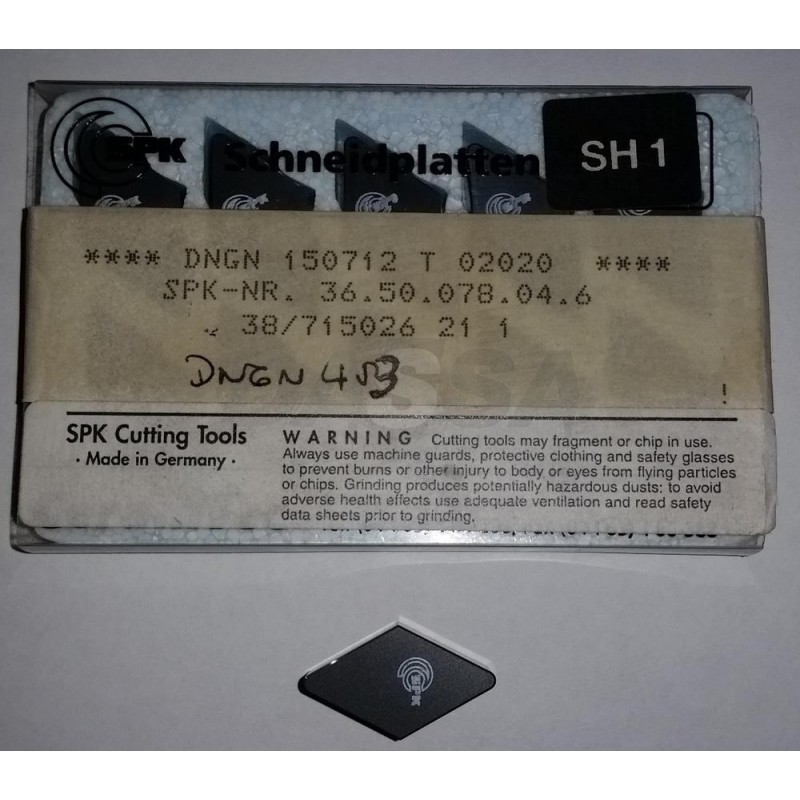 SPK Schneidplatten SH 1
**** DNGN 150712 T 02020 ****
SPK-NR. 36.50.078.04.6
38/715026 21 1
DNGN 453
SSA
SPK Cutting Tools
· Made in Germany ·
WARNING Cutting tools may fragment or chip in use.
Always use machine guards, protective clothing and safety glasses
to prevent burns or other injury to body or eyes from flying particles
or chips. Grinding produces potentially hazardous dusts: to avoid
adverse health effects use adequate ventilation and read safety
data sheets prior to grinding.
SPK